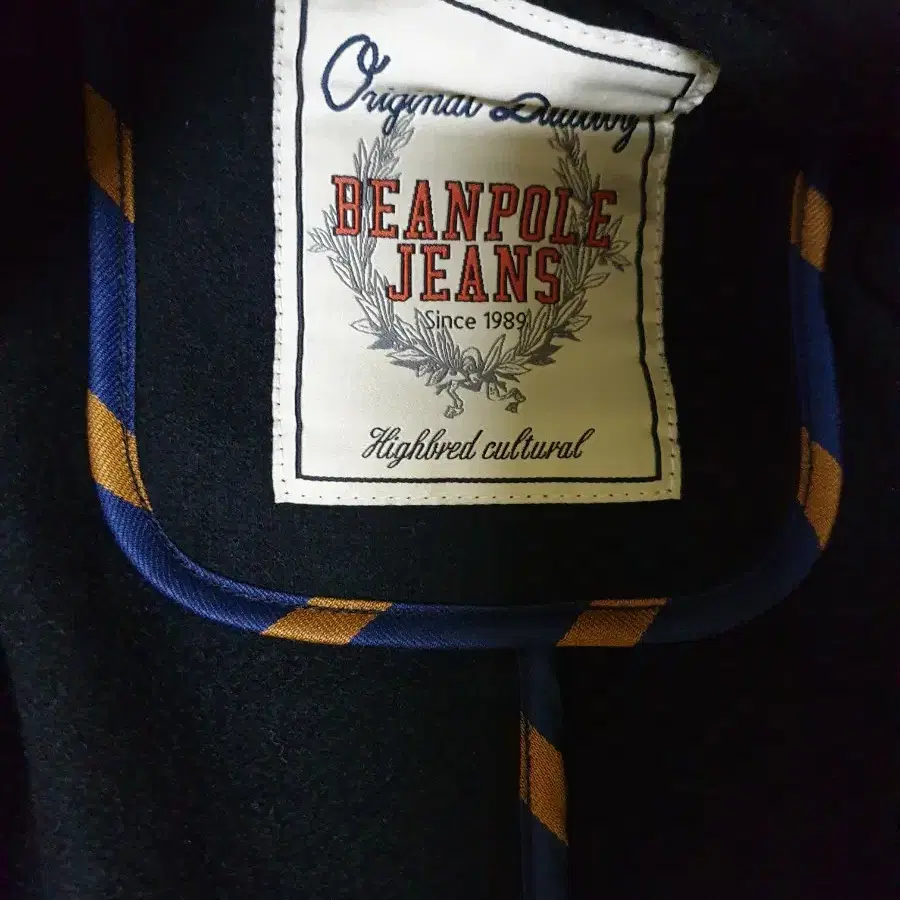 Original
BEANPOLE
JEANS
Since 1989
Highbred cultural